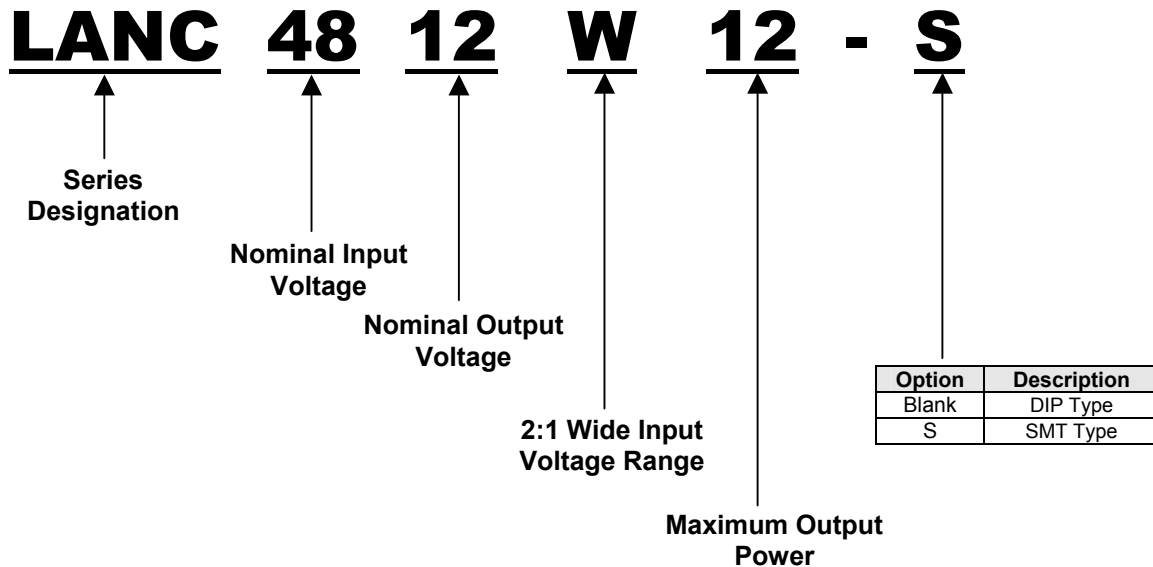 LANC 48 12 W 12 - S
Series
Designation
Nominal Input
Voltage
Nominal Output
Voltage
2:1 Wide Input
Voltage Range
Maximum Output
Power
Option Description
Blank DIP Type
S SMT Type